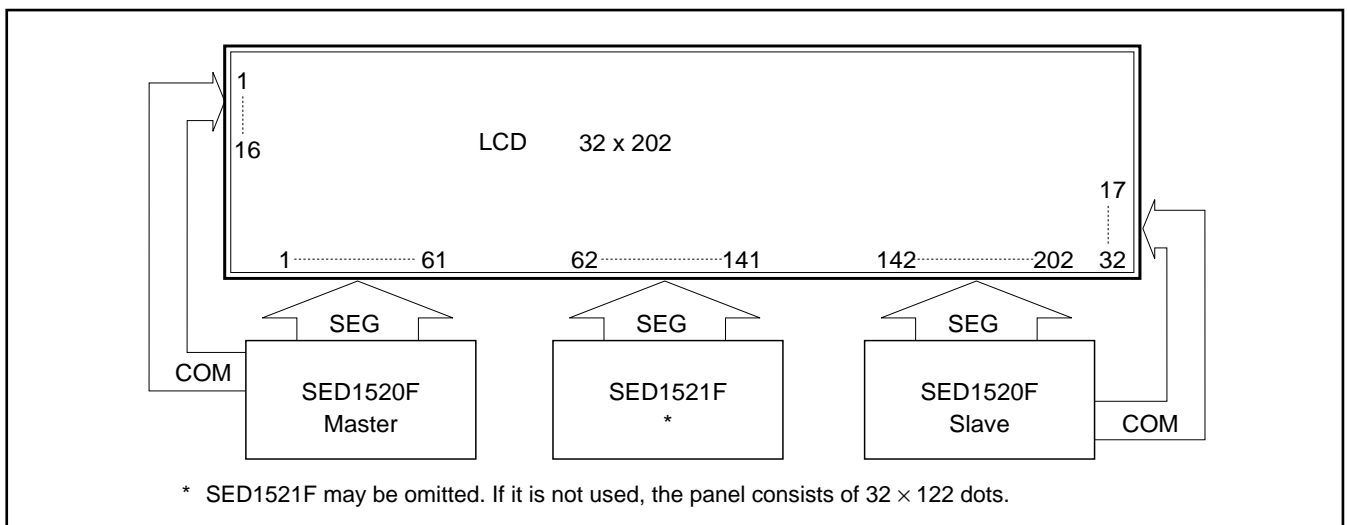 1
16
LCD 32 x 202
17
32
1 61 62 141 142 202
SEG SEG SEG
COM
SED1520F
Master
SED1521F
*
SED1520F
Slave
COM
* SED1521F may be omitted. If it is not used, the panel consists of 32 × 122 dots.